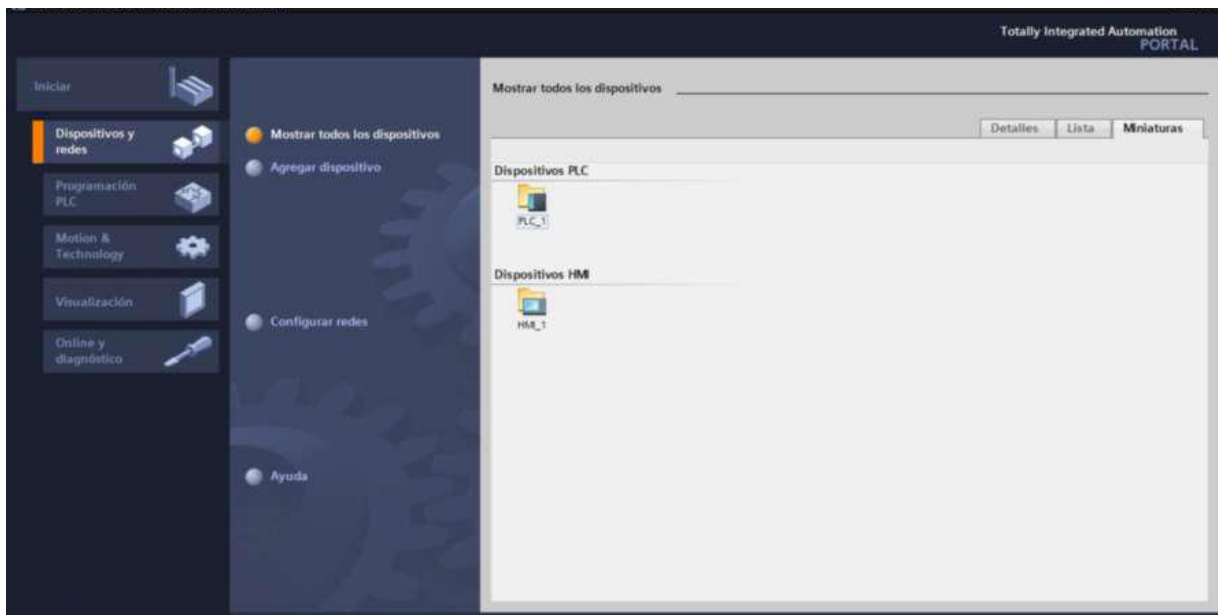 Totally Integrated Automation
PORTAL
Iniciar
Dispositivos y
redes
Programación
PLC
Motion &
Technology
Visualización
Online y
diagnóstico
Mostrar todos los dispositivos
Agregar dispositivo
Configurar redes
Ayuda
Mostrar todos los dispositivos
Detalles
Lista
Miniaturas
Dispositivos PLC
PLC_1
Dispositivos HMI
HMI_1